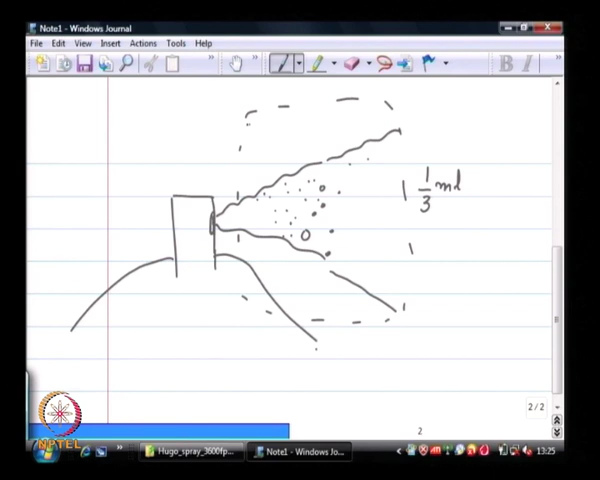 Note1 - Windows Journal
File Edit View Insert Actions Tools Help
B I
1/3 ml
2/2
2
NPTEL
Hugo_spray_3600fp...
Note1 - Windows Jo...
13:25